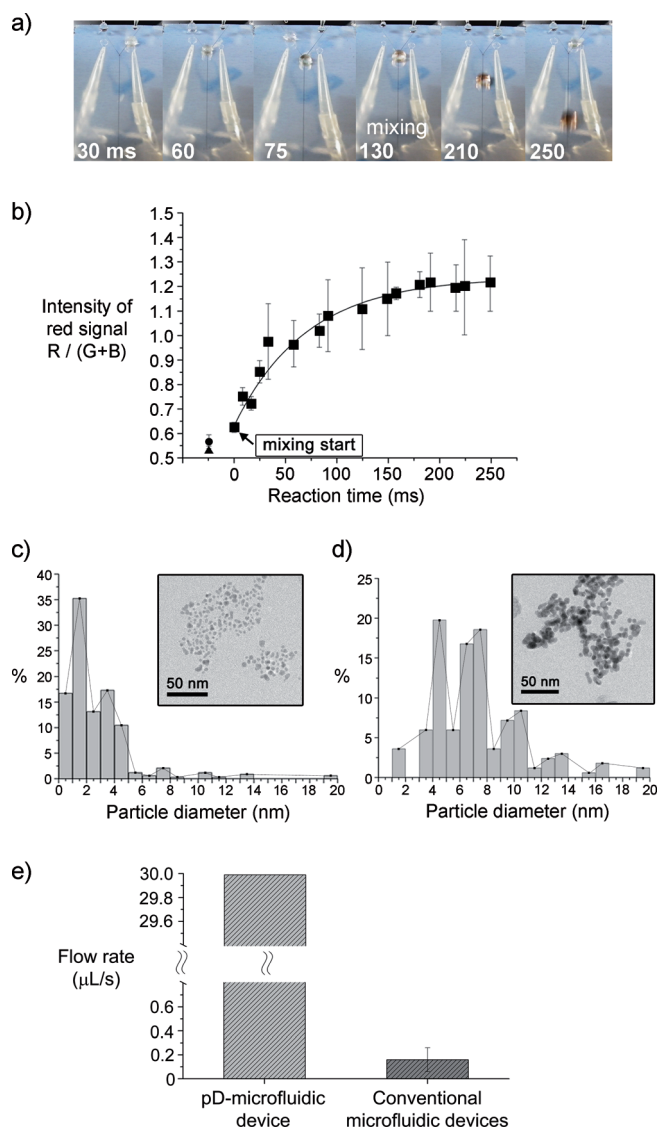 a)
30 ms
60
75
mixing
130
210
250
b)
Intensity of
red signal
R / (G+B)
1.5
1.4
1.3
1.2
1.1
1.0
0.9
0.8
0.7
0.6
0.5
mixing start
0 50 100 150 200 250
Reaction time (ms)
c)
40
35
30
25
20
15
10
5
0
%
50 nm
0 2 4 6 8 10 12 14 16 18 20
Particle diameter (nm)
d)
25
20
15
10
5
0
%
50 nm
0 2 4 6 8 10 12 14 16 18 20
Particle diameter (nm)
e)
Flow rate
(μL/s)
30.0
29.8
29.6
0.6
0.4
0.2
0
pD-microfluidic
device
Conventional
microfluidic devices